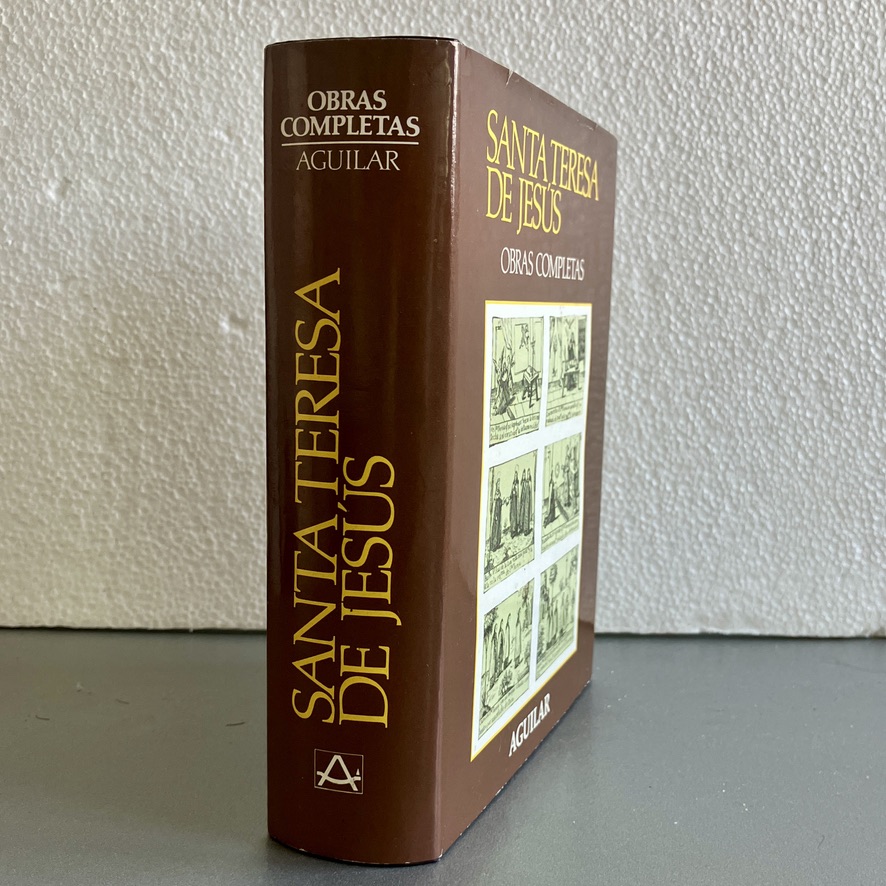 OBRAS
COMPLETAS
AGUILAR
SANTA TERESA
DE JESÚS
SANTA TERESA
DE JESÚS
OBRAS COMPLETAS
AGUILAR